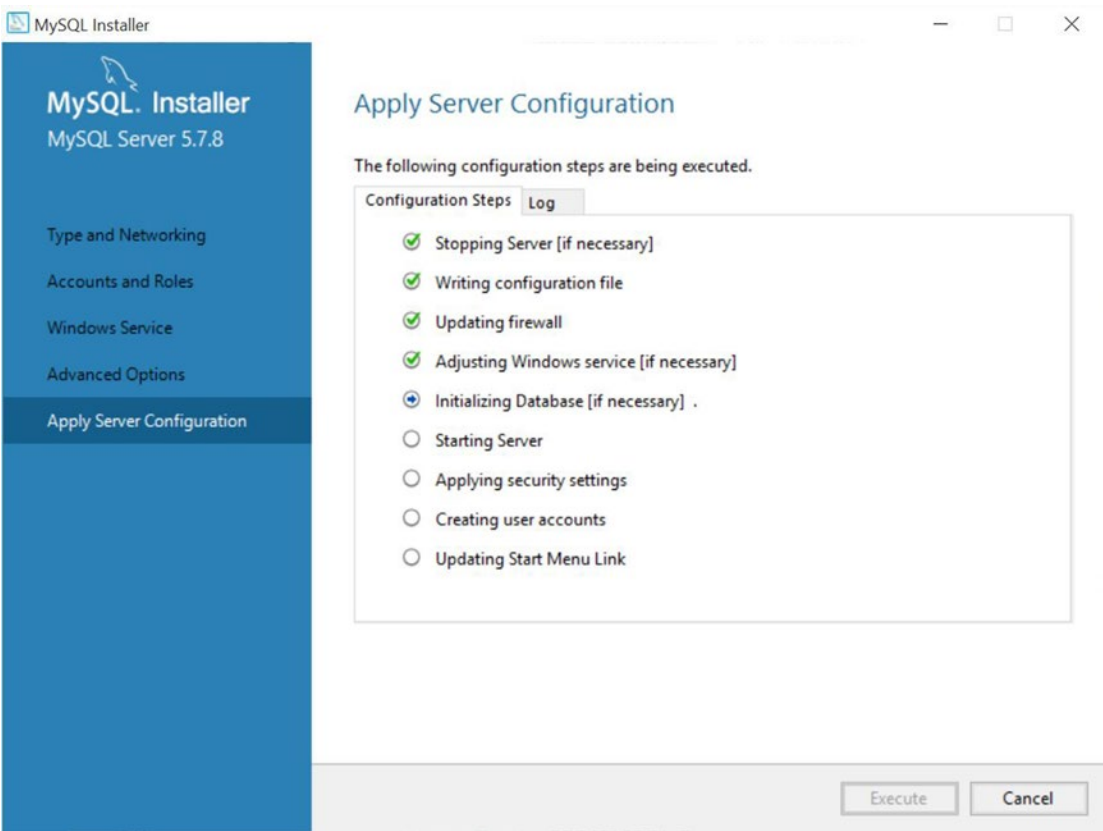 MySQL Installer
MySQL. Installer
MySQL Server 5.7.8
Type and Networking
Accounts and Roles
Windows Service
Advanced Options
Apply Server Configuration
Apply Server Configuration
The following configuration steps are being executed.
Configuration Steps Log
Stopping Server [if necessary]
Writing configuration file
Updating firewall
Adjusting Windows service [if necessary]
Initializing Database [if necessary] .
Starting Server
Applying security settings
Creating user accounts
Updating Start Menu Link
Execute Cancel